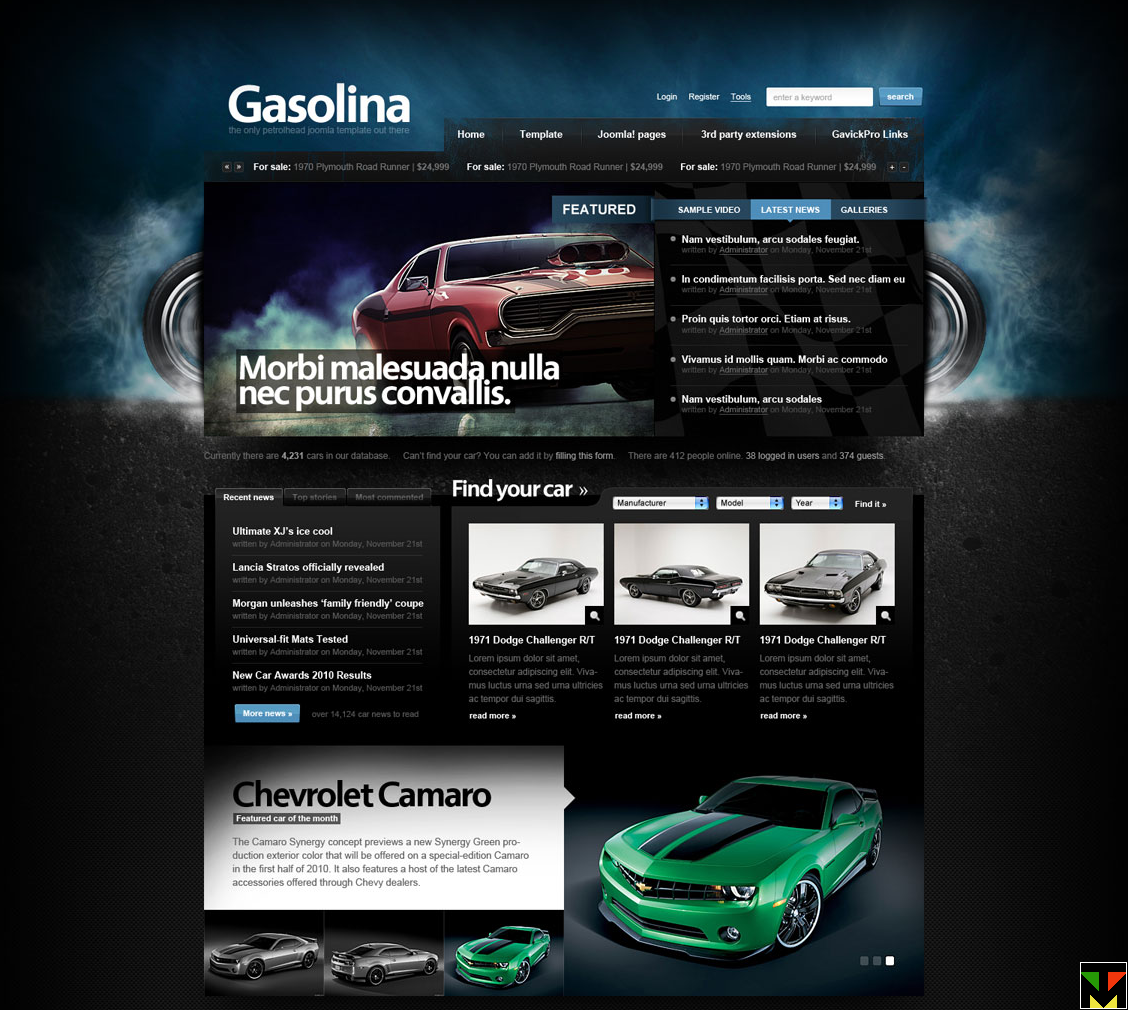 Gasolina
the only petrolhead joomla template out there
Login Register Tools enter a keyword search
Home Template Joomla! pages 3rd party extensions GavickPro Links
« » For sale: 1970 Plymouth Road Runner | $24,999 For sale: 1970 Plymouth Road Runner | $24,999 For sale: 1970 Plymouth Road Runner | $24,999 + -
FEATURED
Morbi malesuada nulla
nec purus convallis.
SAMPLE VIDEO LATEST NEWS GALLERIES
Nam vestibulum, arcu sodales feugiat.
written by Administrator on Monday, November 21st
In condimentum facilisis porta. Sed nec diam eu
written by Administrator on Monday, November 21st
Proin quis tortor orci. Etiam at risus.
written by Administrator on Monday, November 21st
Vivamus id mollis quam. Morbi ac commodo
written by Administrator on Monday, November 21st
Nam vestibulum, arcu sodales
written by Administrator on Monday, November 21st
Currently there are 4,231 cars in our database. Can't find your car? You can add it by filling this form. There are 412 people online. 38 logged in users and 374 guests.
Recent news Top stories Most commented
Ultimate XJ's ice cool
written by Administrator on Monday, November 21st
Lancia Stratos officially revealed
written by Administrator on Monday, November 21st
Morgan unleashes 'family friendly' coupe
written by Administrator on Monday, November 21st
Universal-fit Mats Tested
written by Administrator on Monday, November 21st
New Car Awards 2010 Results
written by Administrator on Monday, November 21st
More news » over 14,124 car news to read
Find your car »
Manufacturer Model Year Find it »
1971 Dodge Challenger R/T
Lorem ipsum dolor sit amet,
consectetur adipiscing elit. Viva-
mus luctus urna sed urna ultricies
ac tempor dui sagittis.
read more »
1971 Dodge Challenger R/T
Lorem ipsum dolor sit amet,
consectetur adipiscing elit. Viva-
mus luctus urna sed urna ultricies
ac tempor dui sagittis.
read more »
1971 Dodge Challenger R/T
Lorem ipsum dolor sit amet,
consectetur adipiscing elit. Viva-
mus luctus urna sed urna ultricies
ac tempor dui sagittis.
read more »
Chevrolet Camaro
Featured car of the month
The Camaro Synergy concept previews a new Synergy Green pro-
duction exterior color that will be offered on a special-edition Camaro
in the first half of 2010. It also features a host of the latest Camaro
accessories offered through Chevy dealers.